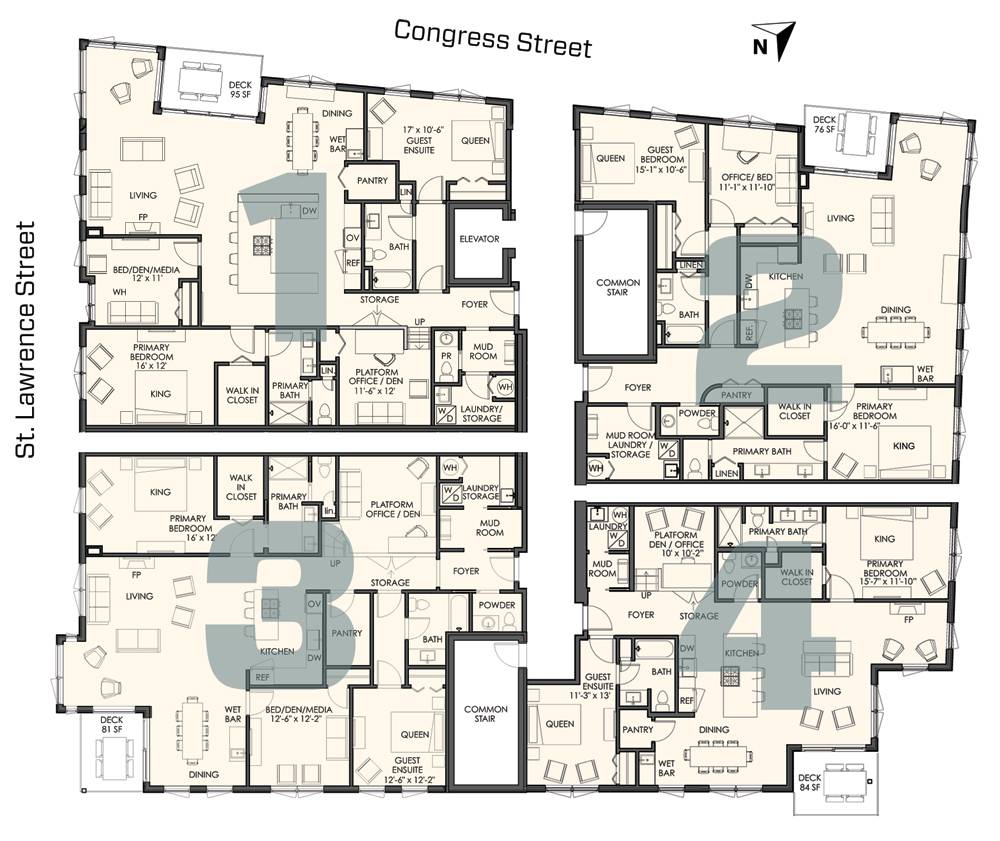 Congress Street
N
St. Lawrence Street
1
DECK
95 SF
DINING
WET
BAR
17' x 10'-6"
GUEST
ENSUITE
QUEEN
PANTRY
LIN
LIVING
FP
DW
OV
REF
BATH
ELEVATOR
BED/DEN/MEDIA
12' x 11'
WH
STORAGE
FOYER
UP
PRIMARY
BEDROOM
16' x 12'
KING
WALK IN
CLOSET
PRIMARY
BATH
LIN.
PLATFORM
OFFICE / DEN
11'-6" x 12'
PR
MUD
ROOM
WH
W
D
LAUNDRY/
STORAGE
2
DECK
76 SF
QUEEN
GUEST
BEDROOM
15'-1" x 10'-6"
OFFICE/ BED
11'-1" x 11'-10"
LIVING
LINEN
KITCHEN
DW
COMMON
STAIR
BATH
REF.
DINING
WET
BAR
FOYER
PANTRY
POWDER
WALK IN
CLOSET
PRIMARY
BEDROOM
16'-0" x 11'-6"
KING
MUD ROOM
LAUNDRY /
STORAGE
W
D
WH
PRIMARY BATH
LINEN
3
KING
WALK
IN
CLOSET
PRIMARY
BEDROOM
16' x 12'
PRIMARY
BATH
lin.
PLATFORM
OFFICE / DEN
WH
W
D
LAUNDRY
STORAGE
MUD
ROOM
UP
FP
LIVING
STORAGE
FOYER
OV
KITCHEN
DW
REF
PANTRY
BATH
POWDER
DECK
81 SF
WET
BAR
DINING
BED/DEN/MEDIA
12'-6" x 12'-2"
QUEEN
GUEST
ENSUITE
12'-6" x 12'-2"
COMMON
STAIR
4
WH
LAUNDRY
W
D
PLATFORM
DEN / OFFICE
10' x 10'-2"
PRIMARY BATH
KING
PRIMARY
BEDROOM
15'-7" x 11'-10"
MUD
ROOM
POWDER
WALK IN
CLOSET
UP
FOYER
STORAGE
FP
KITCHEN
DW
REF
BATH
LIVING
GUEST
ENSUITE
11'-3" x 13'
QUEEN
PANTRY
DINING
WET
BAR
DECK
84 SF